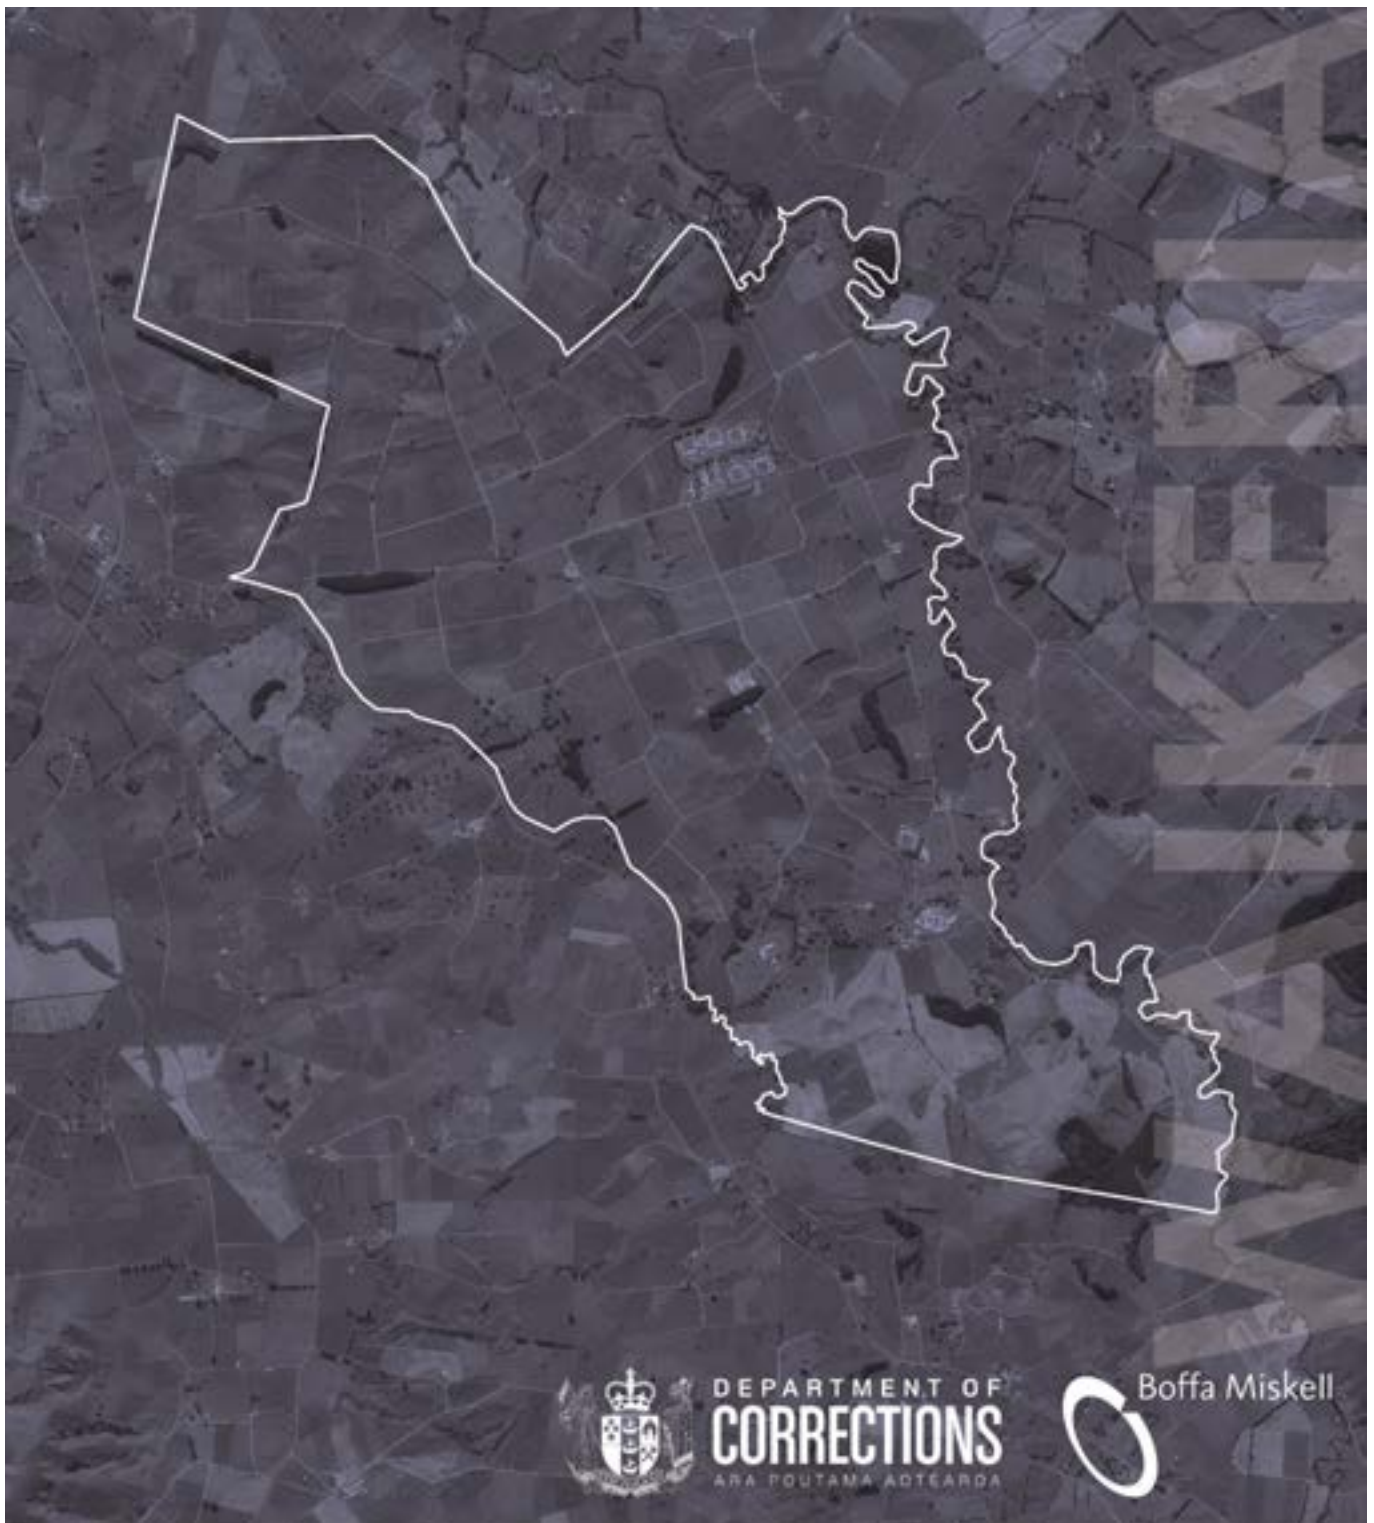 WAIKERIA
DEPARTMENT OF
CORRECTIONS
ARA POUTAMA AOTEAROA
Boffa Miskell